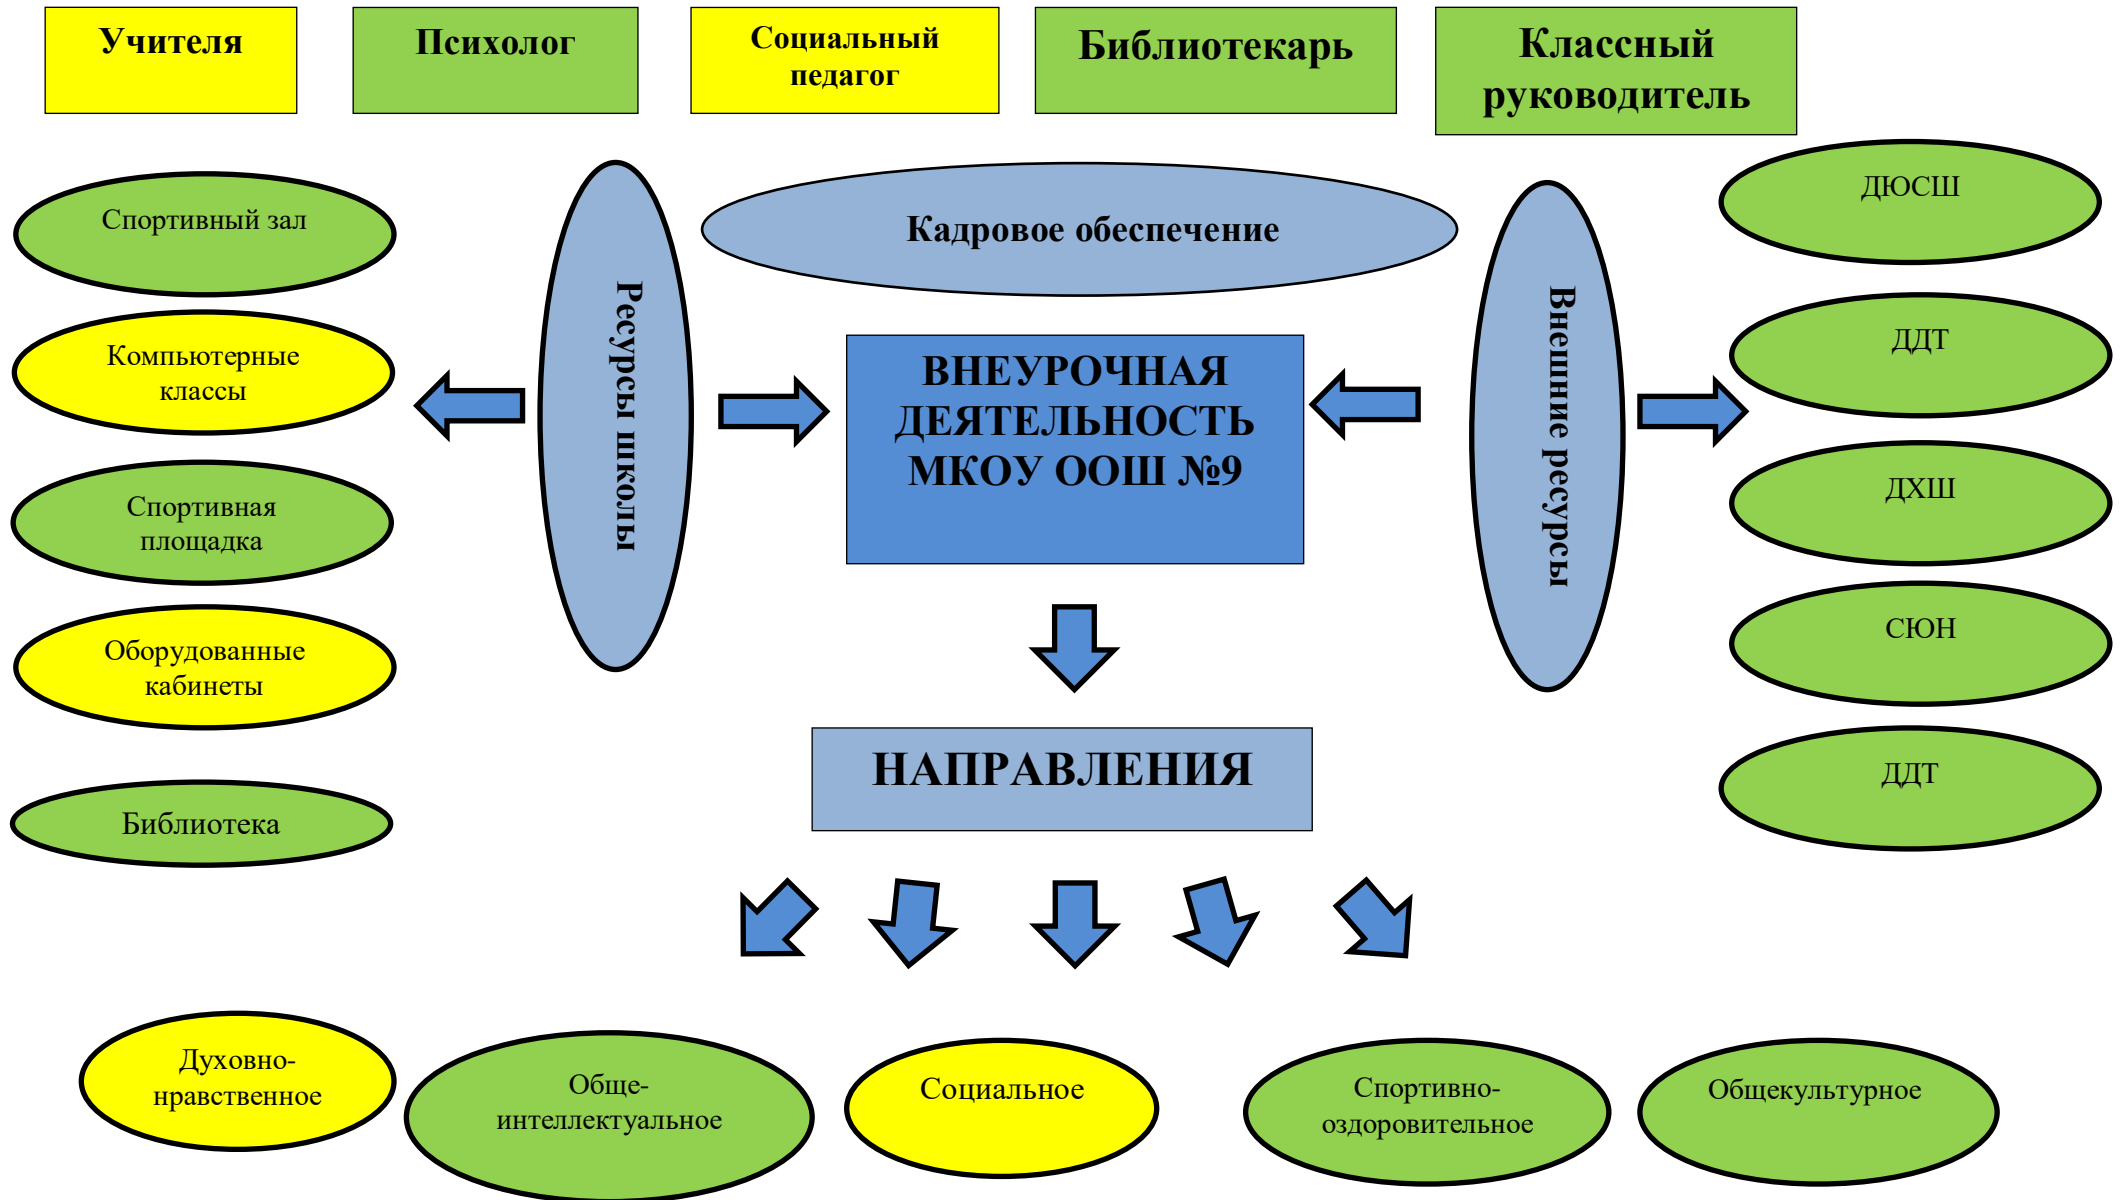 Учителя
Психолог
Социальный
педагог
Библиотекарь
Классный
руководитель
Кадровое обеспечение
Спортивный зал
Компьютерные
классы
Спортивная
площадка
Оборудованные
кабинеты
Библиотека
Ресурсы школы
ВНЕУРОЧНАЯ
ДЕЯТЕЛЬНОСТЬ
МКОУ ООШ №9
Внешние ресурсы
ДЮСШ
ДДТ
ДХШ
СЮН
ДДТ
НАПРАВЛЕНИЯ
Духовно-
нравственное
Обще-
интеллектуальное
Социальное
Спортивно-
оздоровительное
Общекультурное